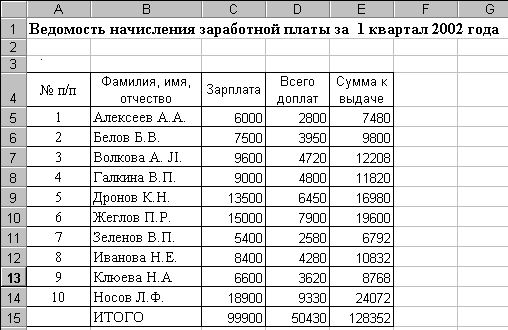 A B C D E F G
1 Ведомость начисления заработной платы за 1 квартал 2002 года
2
3
4 № п/п Фамилия, имя, отчество Зарплата Всего доплат Сумма к выдаче
5 1 Алексеев А.А. 6000 2800 7480
6 2 Белов Б.В. 7500 3950 9800
7 3 Волкова А. Л. 9600 4720 12208
8 4 Галкина В.П. 9000 4800 11820
9 5 Дронов К.Н. 13500 6450 16980
10 6 Жеглов П.Р. 15000 7900 19600
11 7 Зеленов В.П. 5400 2580 6792
12 8 Иванова Н.Е. 8400 4280 10832
13 9 Клюева Н.А. 6600 3620 8768
14 10 Носов Л.Ф. 18900 9330 24072
15 ИТОГО 99900 50430 128352